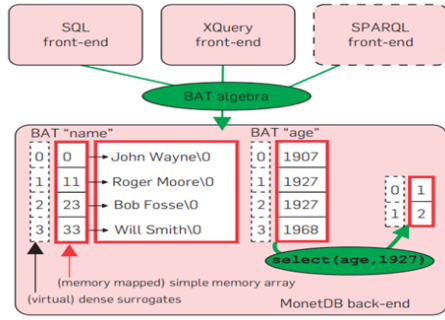 SQL
front-end
XQuery
front-end
SPARQL
front-end
BAT algebra
BAT "name"
BAT "age"
0 0 John Wayne\0
1 11 Roger Moore\0
2 23 Bob Fosse\0
3 33 Will Smith\0
0 1907
1 1927
2 1927
3 1968
0 1
1 2
select(age,1927)
(memory mapped) simple memory array
(virtual) dense surrogates
MonetDB back-end